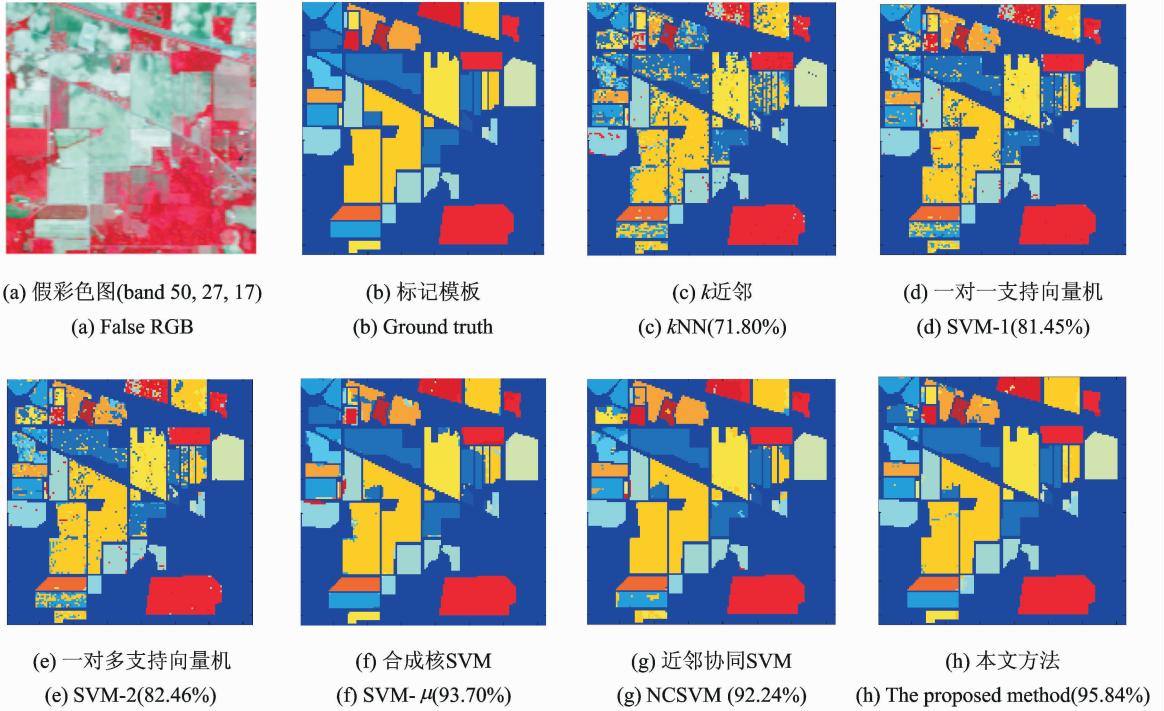 (a) 假彩色图(band 50, 27, 17)
(a) False RGB
(b) 标记模板
(b) Ground truth
(c) k近邻
(c) kNN(71.80%)
(d) 一对一支持向量机
(d) SVM-1(81.45%)
(e) 一对多支持向量机
(e) SVM-2(82.46%)
(f) 合成核SVM
(f) SVM- μ(93.70%)
(g) 近邻协同SVM
(g) NCSVM (92.24%)
(h) 本文方法
(h) The proposed method(95.84%)